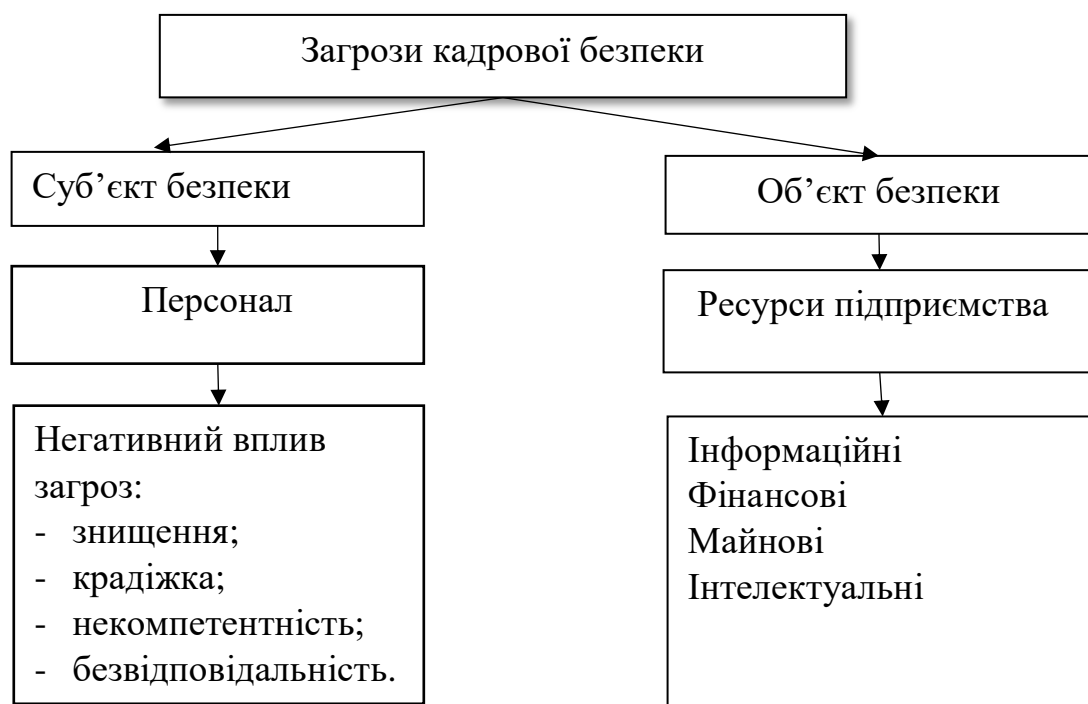 Загрози кадрової безпеки
Суб’єкт безпеки
Об’єкт безпеки
Персонал
Ресурси підприємства
Негативний вплив
загроз:
- знищення;
- крадіжка;
- некомпетентність;
- безвідповідальність.
Інформаційні
Фінансові
Майнові
Інтелектуальні